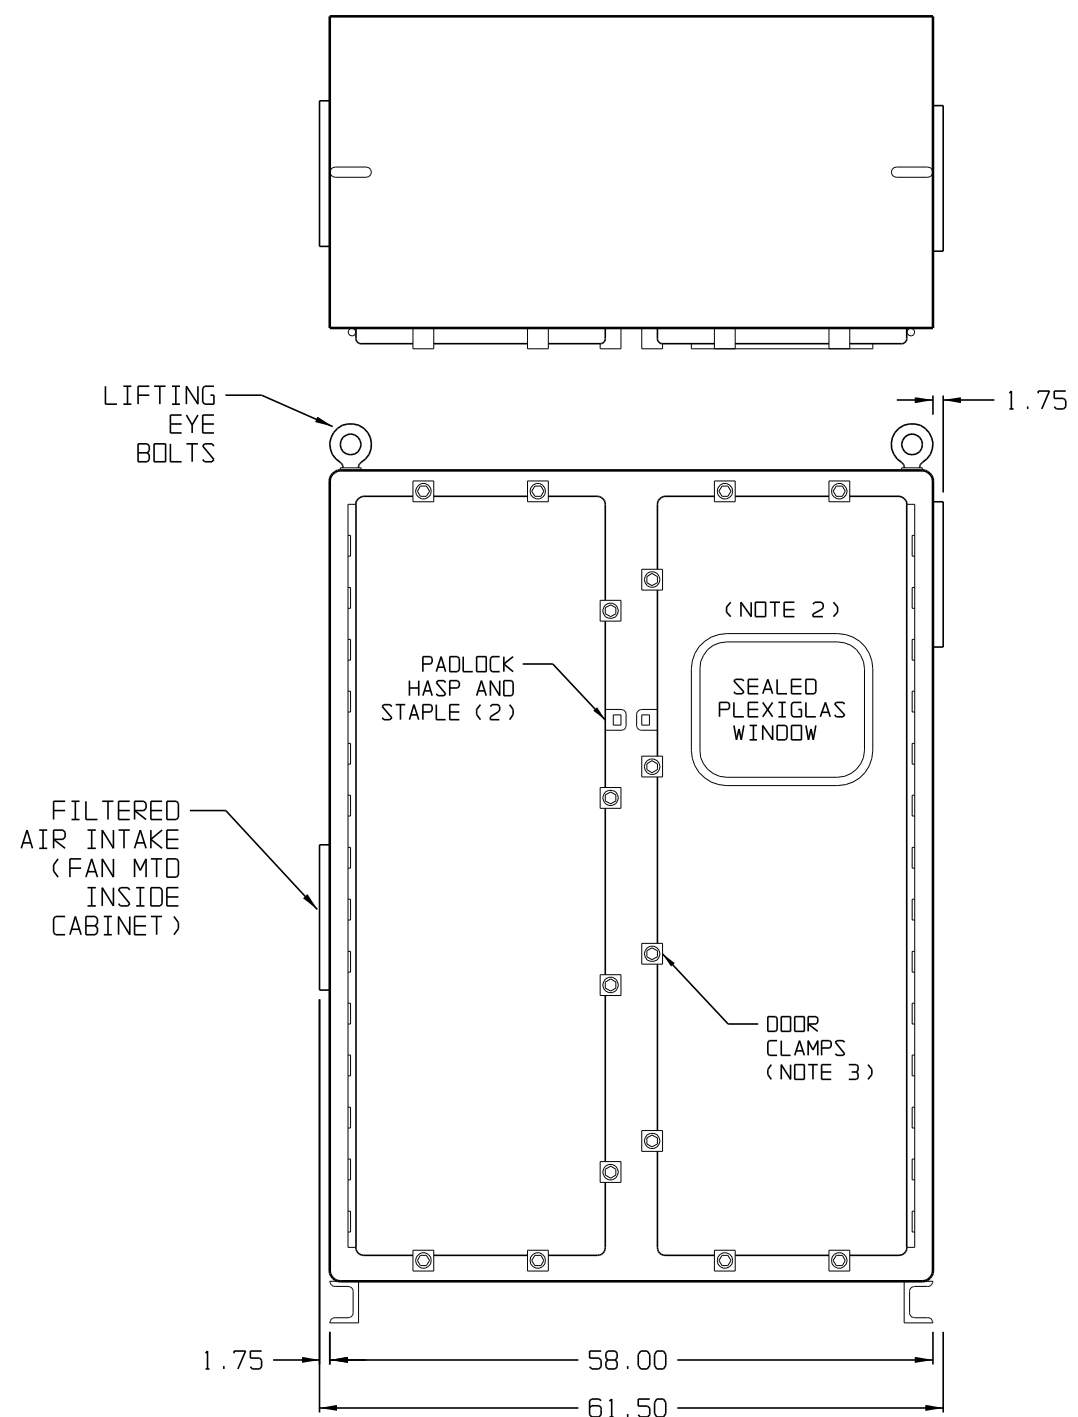 LIFTING
EYE
BOLTS
1.75
(NOTE 2)
PADLOCK
HASP AND
STAPLE (2)
SEALED
PLEXIGLAS
WINDOW
FILTERED
AIR INTAKE
(FAN MTD
INSIDE
CABINET)
DOOR
CLAMPS
(NOTE 3)
1.75
58.00
61.50